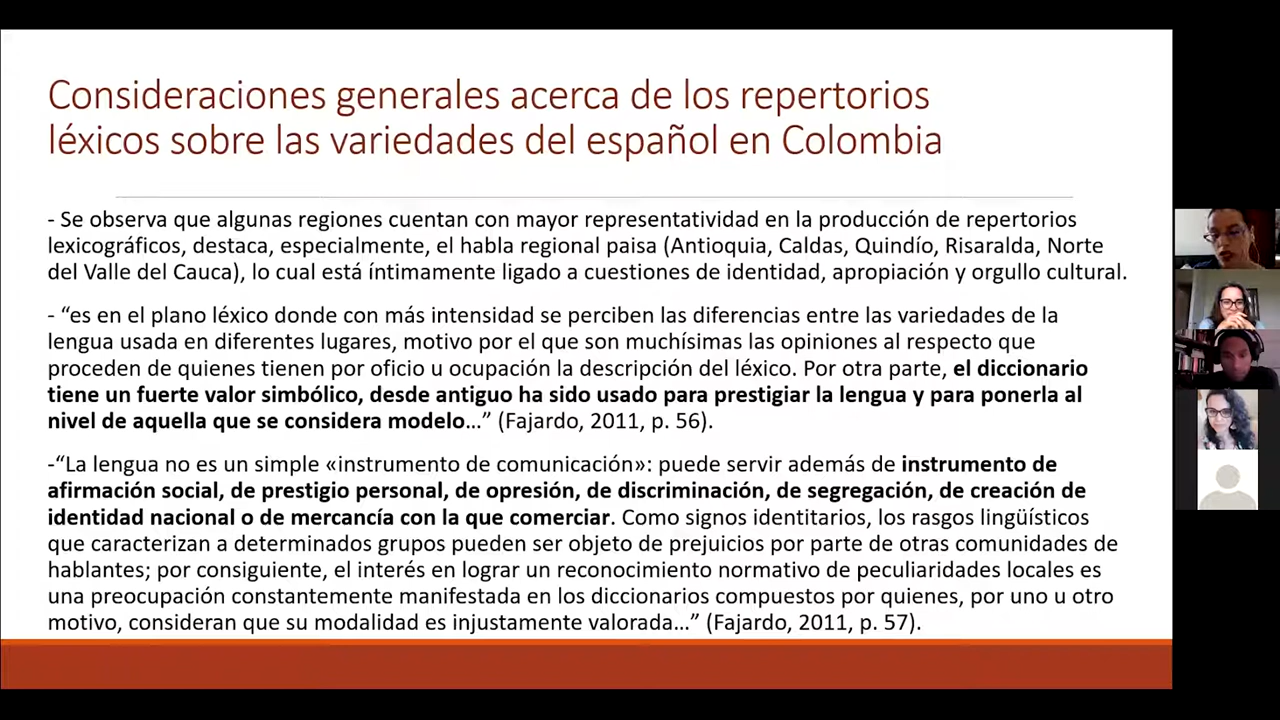 Consideraciones generales acerca de los repertorios
léxicos sobre las variedades del español en Colombia
- Se observa que algunas regiones cuentan con mayor representatividad en la producción de repertorios
lexicográficos, destaca, especialmente, el habla regional paisa (Antioquia, Caldas, Quindío, Risaralda, Norte
del Valle del Cauca), lo cual está íntimamente ligado a cuestiones de identidad, apropiación y orgullo cultural.
- “es en el plano léxico donde con más intensidad se perciben las diferencias entre las variedades de la
lengua usada en diferentes lugares, motivo por el que son muchísimas las opiniones al respecto que
proceden de quienes tienen por oficio u ocupación la descripción del léxico. Por otra parte, el diccionario
tiene un fuerte valor simbólico, desde antiguo ha sido usado para prestigiar la lengua y para ponerla al
nivel de aquella que se considera modelo…” (Fajardo, 2011, p. 56).
-“La lengua no es un simple «instrumento de comunicación»: puede servir además de instrumento de
afirmación social, de prestigio personal, de opresión, de discriminación, de segregación, de creación de
identidad nacional o de mercancía con la que comerciar. Como signos identitarios, los rasgos lingüísticos
que caracterizan a determinados grupos pueden ser objeto de prejuicios por parte de otras comunidades de
hablantes; por consiguiente, el interés en lograr un reconocimiento normativo de peculiaridades locales es
una preocupación constantemente manifestada en los diccionarios compuestos por quienes, por uno u otro
motivo, consideran que su modalidad es injustamente valorada…” (Fajardo, 2011, p. 57).